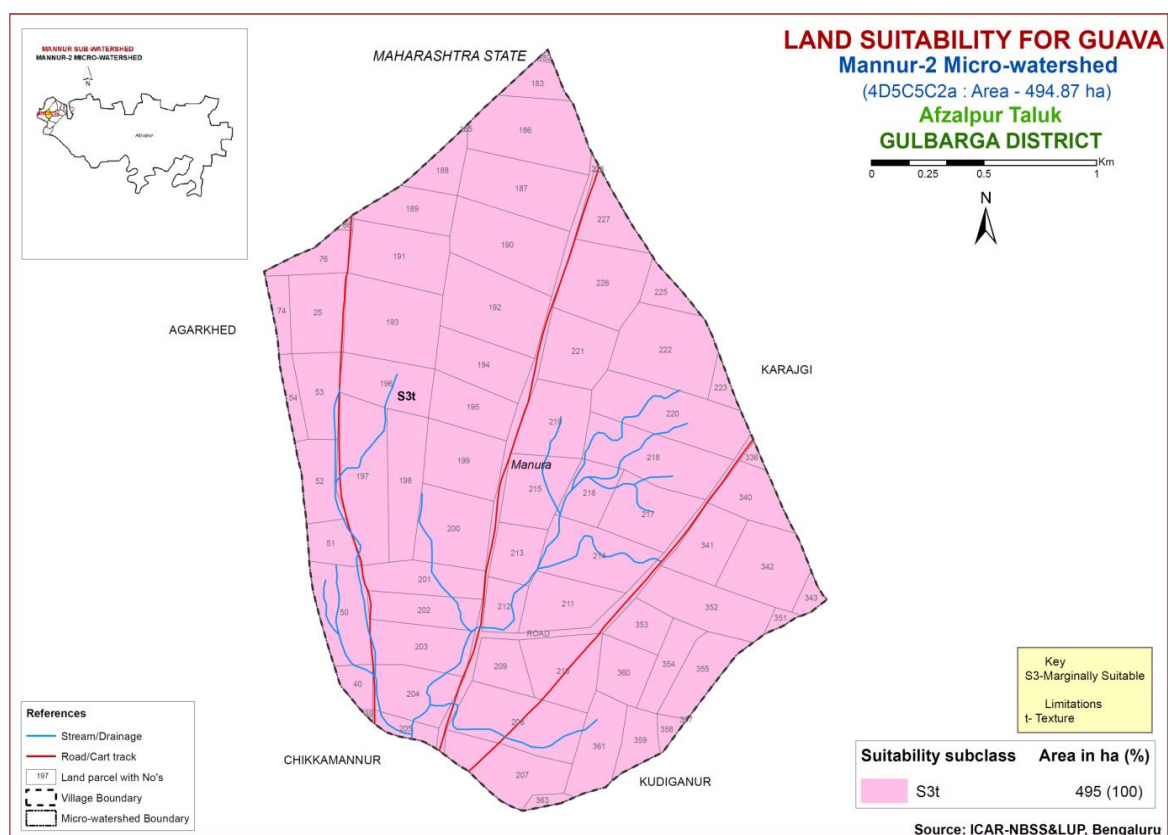 LAND SUITABILITY FOR GUAVA
Mannur-2 Micro-watershed
(4D5C5C2a : Area - 494.87 ha)
Afzalpur Taluk
GULBARGA DISTRICT
Km
0 0.25 0.5 1
N
MANNUR SUB-WATERSHED
MANNUR-2 MICRO-WATERSHED
N
MAHARASHTRA STATE
183
186
188
187
189
227
190
76
191
226
225
74
25
192
193
221
222
194
KARAJGI
AGARKHED
53
54
196
223
S3t
195
220
219
199
218
Manura
336
197
198
52
215
216
340
217
200
51
213
214
341
201
342
50
202
212
211
352
343
351
ROAD
353
203
209
210
360
354
355
40
204
208
205
361
359
358
207
363
CHIKKAMANNUR
KUDIGANUR
References
Stream/Drainage
Road/Cart track
197 Land parcel with No's
Village Boundary
Micro-watershed Boundary
Key
S3-Marginally Suitable
Limitations
t- Texture
Suitability subclass Area in ha (%)
S3t 495 (100)
Source: ICAR-NBSS&LUP, Bengaluru